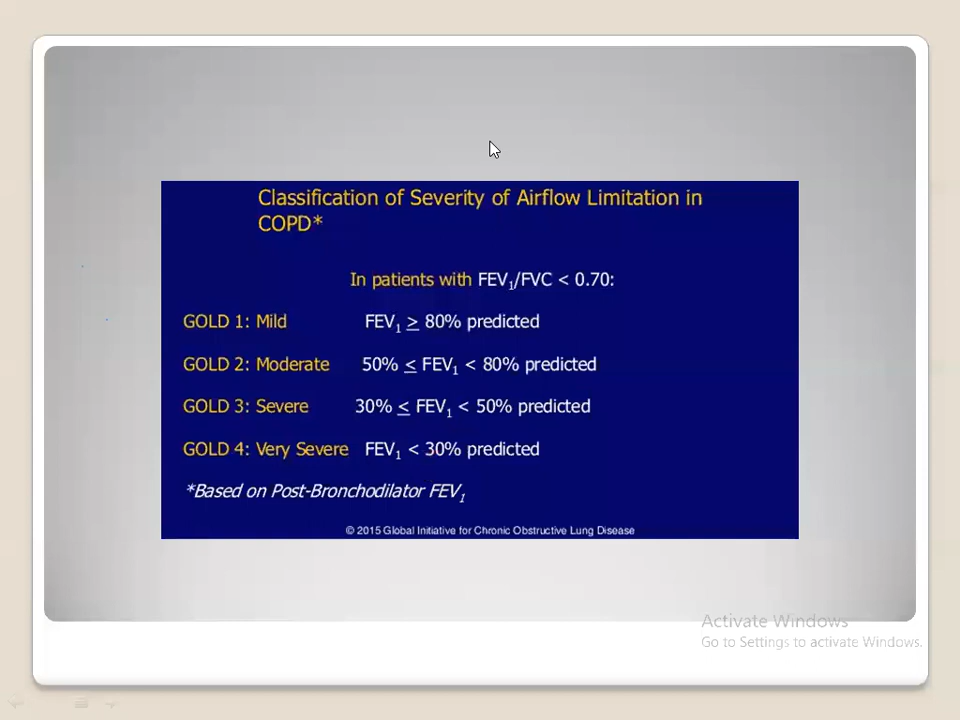 Classification of Severity of Airflow Limitation in
COPD*
In patients with FEV1/FVC < 0.70:
GOLD 1: Mild FEV1 ≥ 80% predicted
GOLD 2: Moderate 50% ≤ FEV1 < 80% predicted
GOLD 3: Severe 30% ≤ FEV1 < 50% predicted
GOLD 4: Very Severe FEV1 < 30% predicted
*Based on Post-Bronchodilator FEV1
© 2015 Global Initiative for Chronic Obstructive Lung Disease
Activate Windows
Go to Settings to activate Windows.